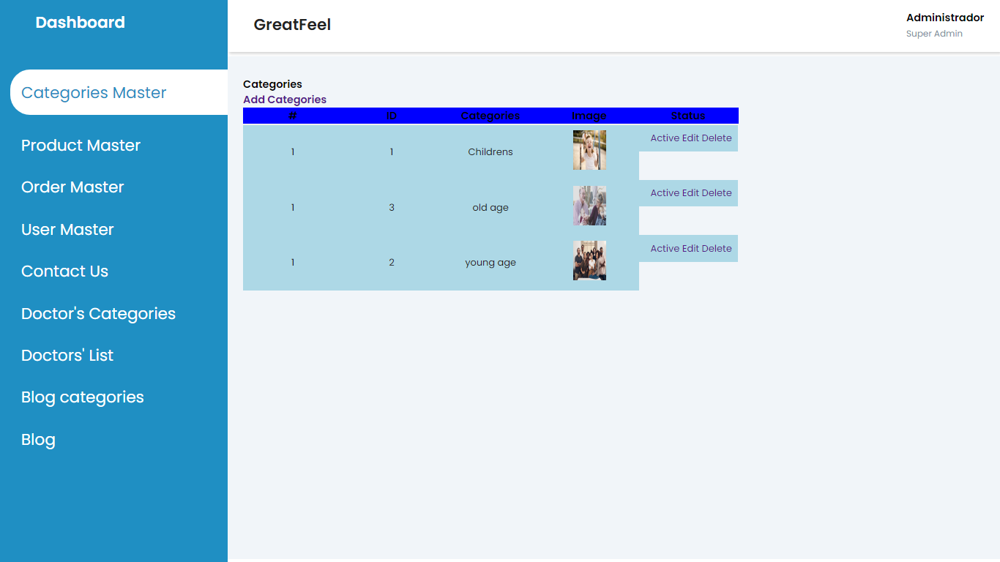 Dashboard
Categories Master
Product Master
Order Master
User Master
Contact Us
Doctor's Categories
Doctors' List
Blog categories
Blog
GreatFeel
Administrador
Super Admin
Categories
Add Categories
# ID Categories Image Status
1 1 Childrens Active Edit Delete
1 3 old age Active Edit Delete
1 2 young age Active Edit Delete